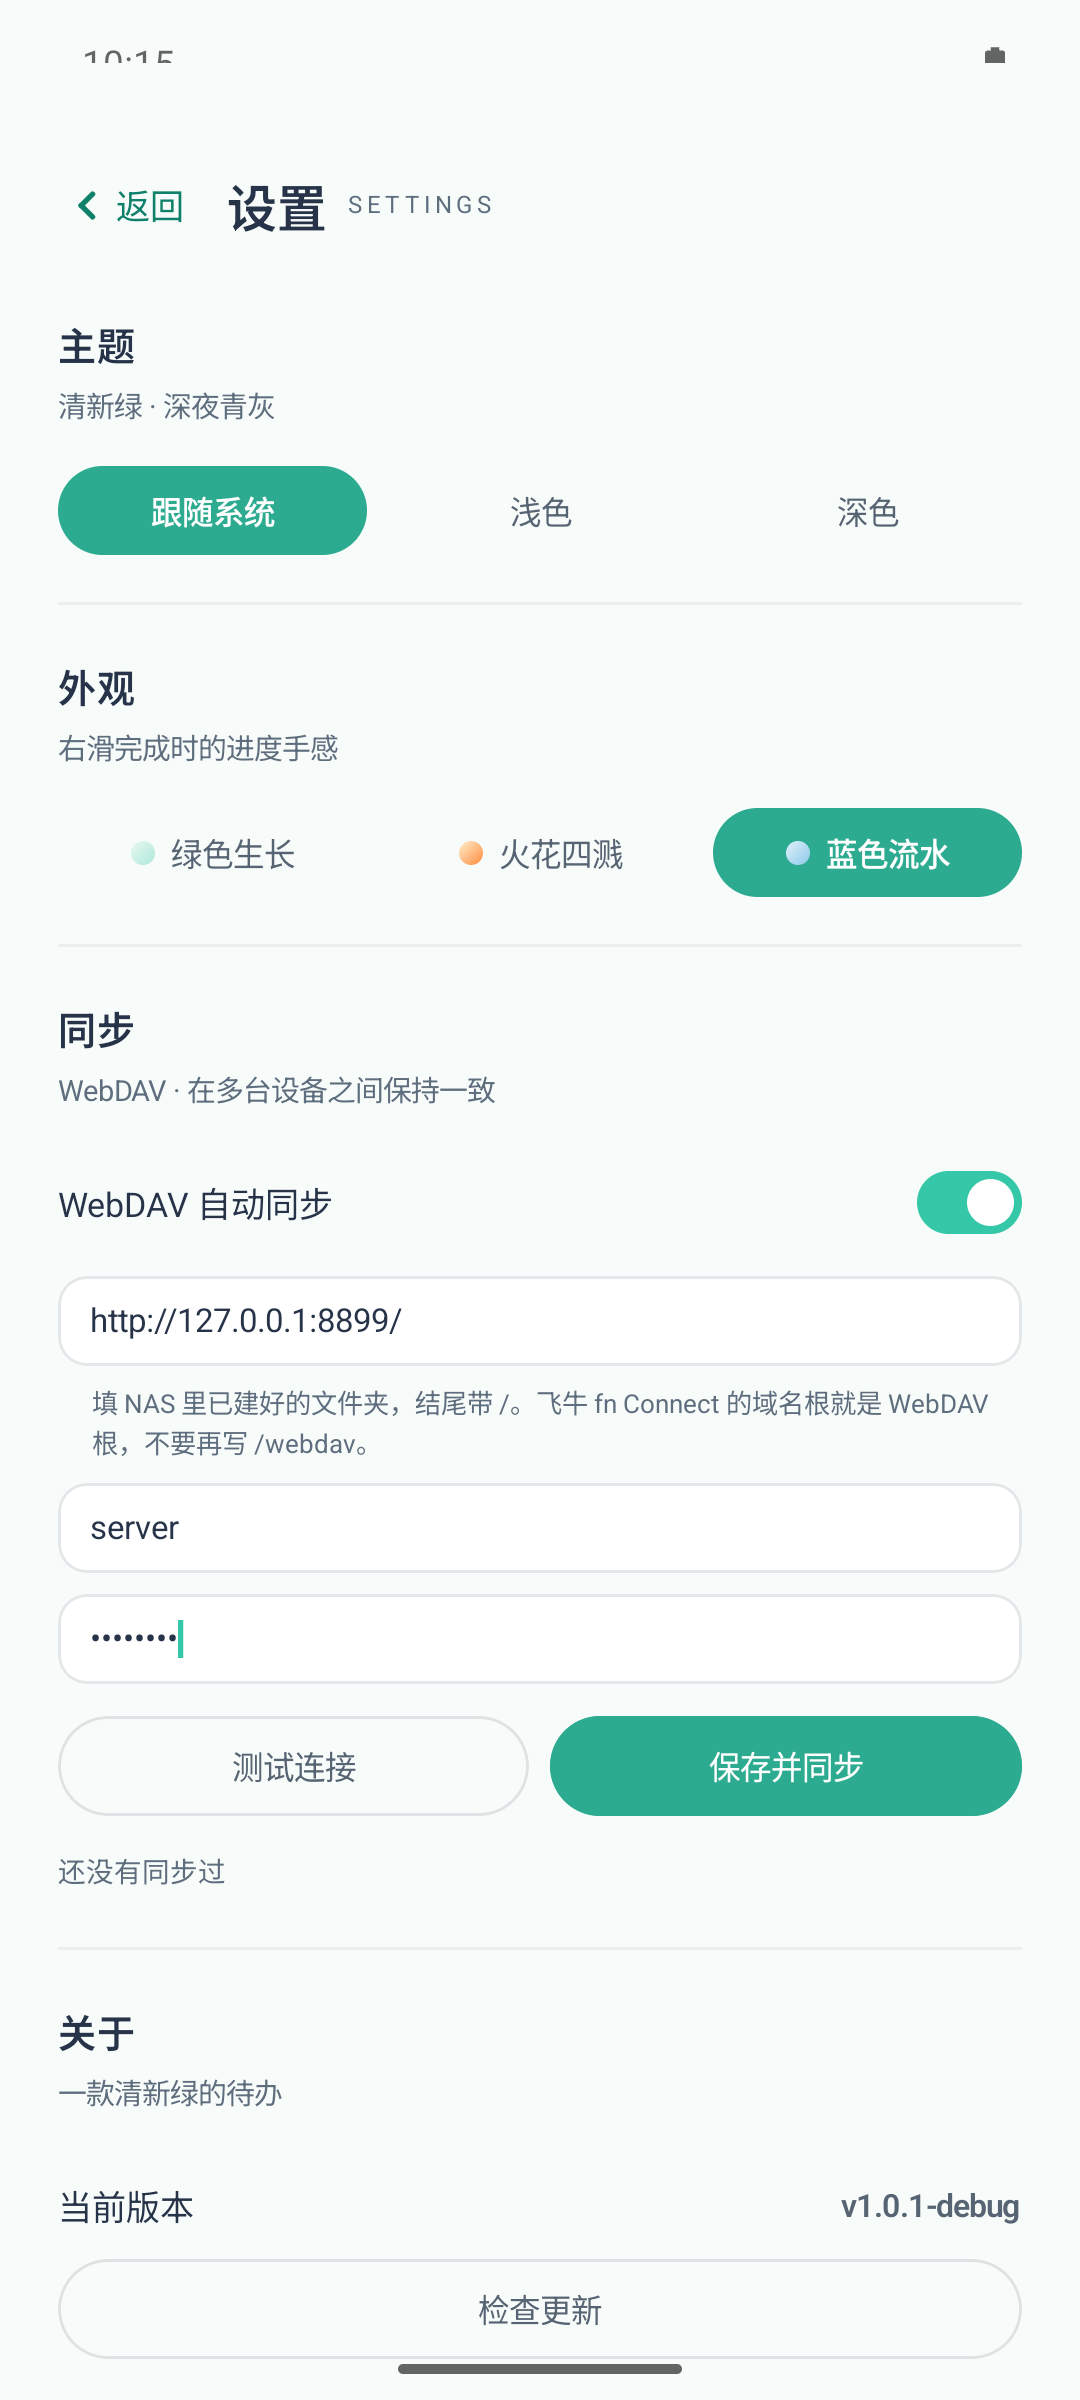 10:15
返回 设置 SETTINGS
主题
清新绿 · 深夜青灰
跟随系统 浅色 深色
外观
右滑完成时的进度手感
绿色生长 火花四溅 蓝色流水
同步
WebDAV · 在多台设备之间保持一致
WebDAV 自动同步
http://127.0.0.1:8899/
填 NAS 里已建好的文件夹，结尾带 /。飞牛 fn Connect 的域名根就是 WebDAV
根，不要再写 /webdav。
server
••••••••
测试连接 保存并同步
还没有同步过
关于
一款清新绿的待办
当前版本 v1.0.1-debug
检查更新